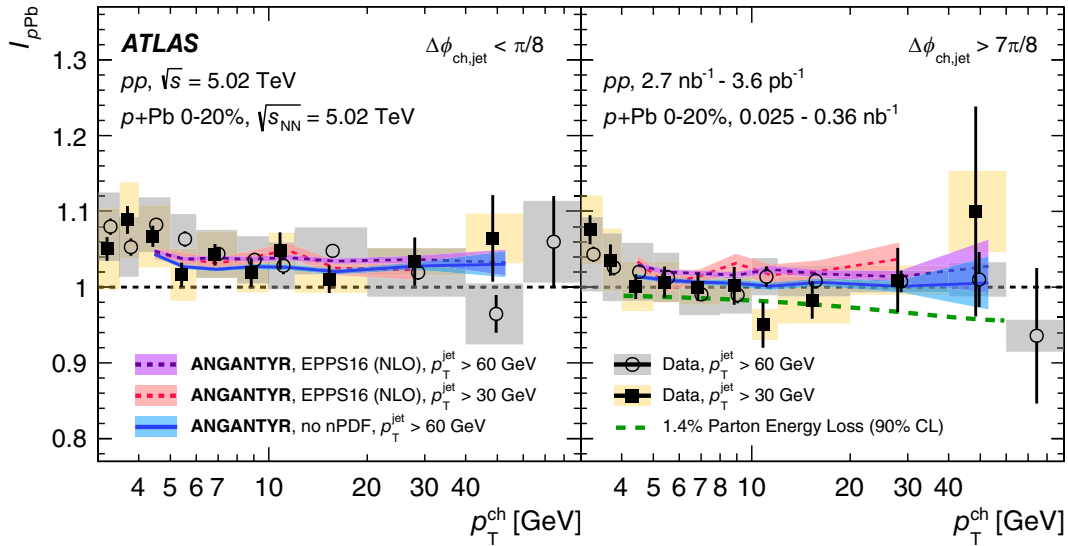 I_pPb
ATLAS
Δϕ_ch,jet < π/8
pp, √s = 5.02 TeV
p+Pb 0-20%, √s_NN = 5.02 TeV
Δϕ_ch,jet > 7π/8
pp, 2.7 nb⁻¹ - 3.6 pb⁻¹
p+Pb 0-20%, 0.025 - 0.36 nb⁻¹
1.3
1.2
1.1
1
0.9
0.8
ANGANTYR, EPPS16 (NLO), p_T^jet > 60 GeV
ANGANTYR, EPPS16 (NLO), p_T^jet > 30 GeV
ANGANTYR, no nPDF, p_T^jet > 60 GeV
Data, p_T^jet > 60 GeV
Data, p_T^jet > 30 GeV
1.4% Parton Energy Loss (90% CL)
4 5 6 7 10 20 30 40
4 5 6 7 8 10 20 30 40
p_T^ch [GeV]
p_T^ch [GeV]